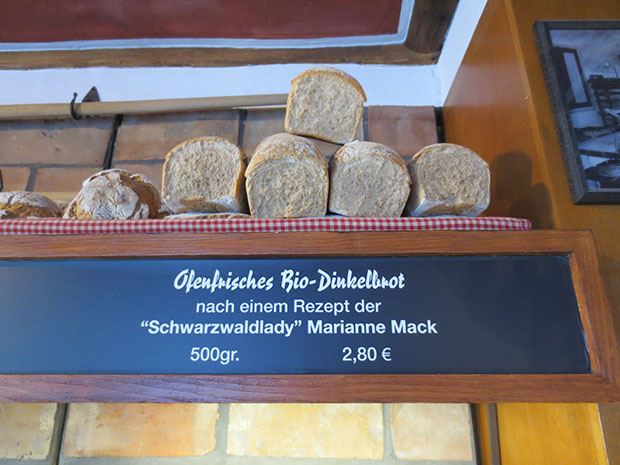 Ofenfrisches Bio-Dinkelbrot
nach einem Rezept der
“Schwarzwaldlady” Marianne Mack
500gr. 2,80 €